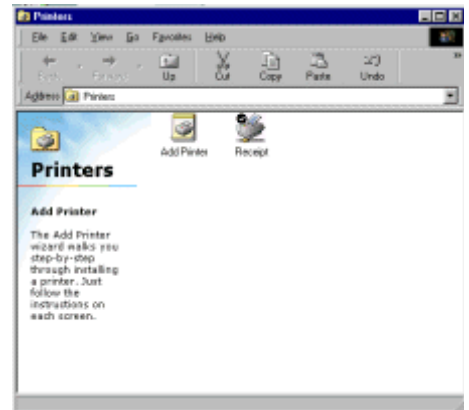 Printers
File Edit View Go Favorites Help
Back Forward Up Cut Copy Paste Undo
Address Printers
Add Printer Receipt
Printers
Add Printer
The Add Printer
wizard walks you
step-by-step
through installing
a printer. Just
follow the
instructions on
each screen.